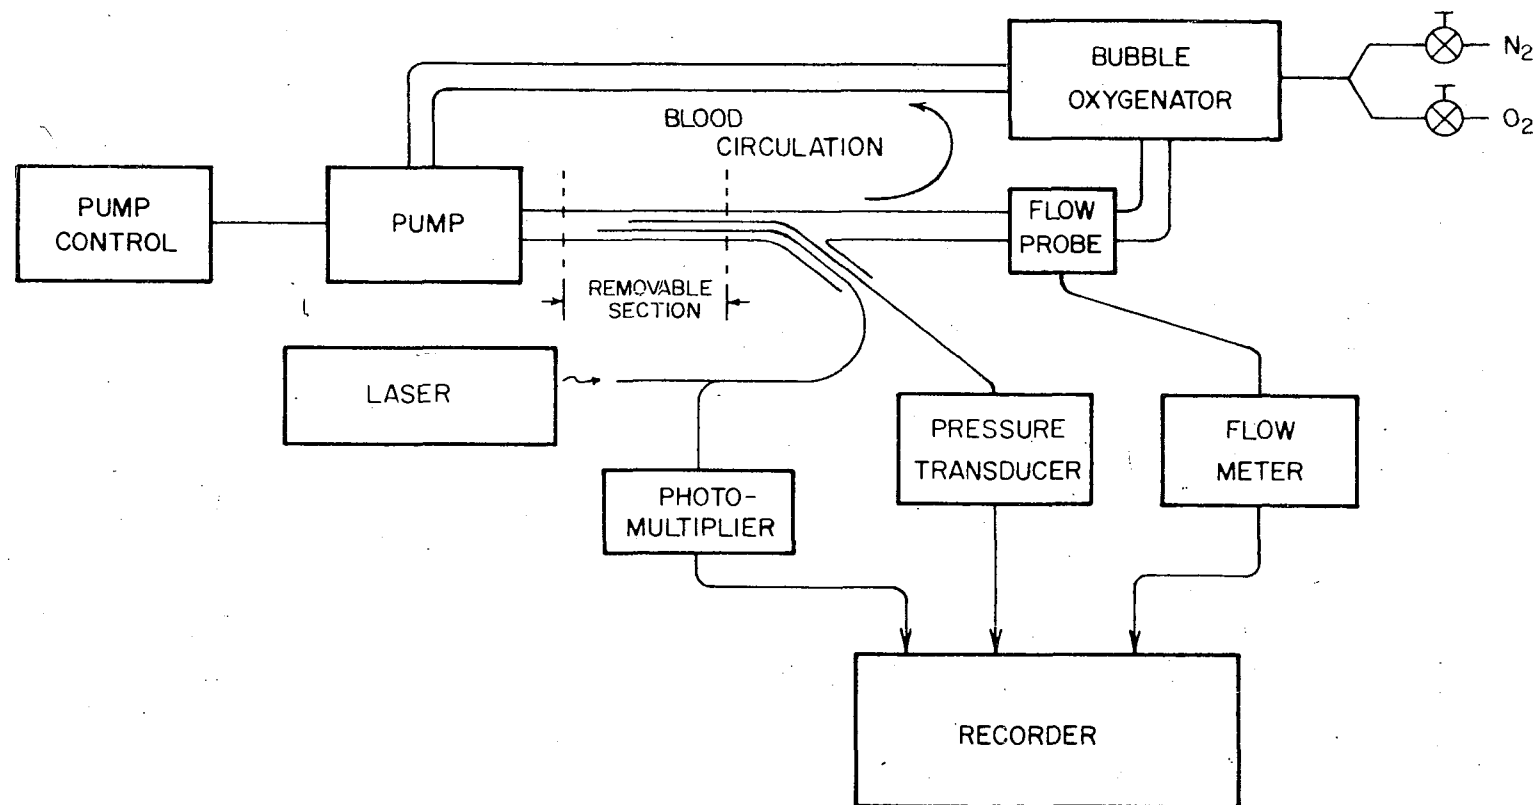 BUBBLE
OXYGENATOR
N2
O2
BLOOD
CIRCULATION
PUMP
CONTROL
PUMP
FLOW
PROBE
REMOVABLE
SECTION
LASER
PRESSURE
TRANSDUCER
FLOW
METER
PHOTO-
MULTIPLIER
RECORDER